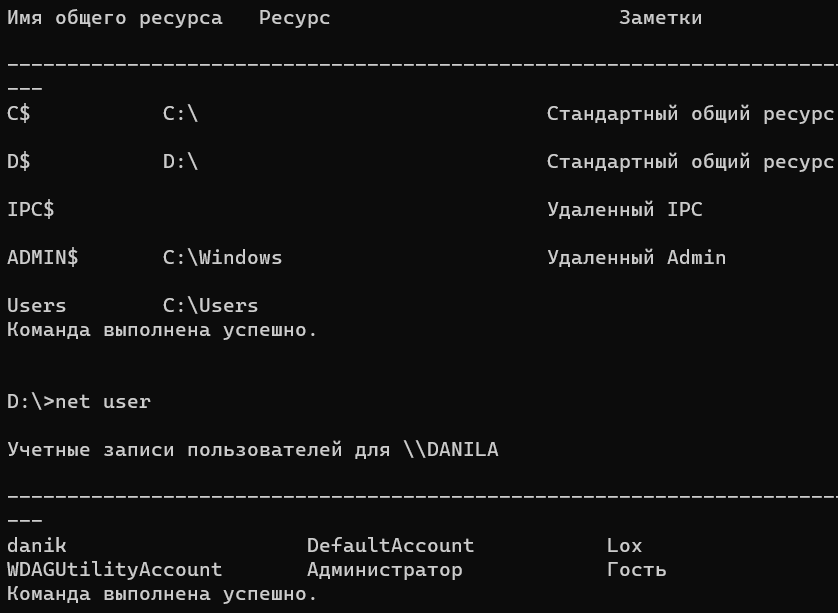 Имя общего ресурса   Ресурс                        Заметки
-------------------------------------------------------------------------------
---
C$           C:\                             Стандартный общий ресурс
D$           D:\                             Стандартный общий ресурс
IPC$                                         Удаленный IPC
ADMIN$       C:\Windows                      Удаленный Admin
Users        C:\Users
Команда выполнена успешно.
D:\>net user
Учетные записи пользователей для \\DANILA
-------------------------------------------------------------------------------
---
danik                    DefaultAccount           Lox
WDAGUtilityAccount       Администратор            Гость
Команда выполнена успешно.